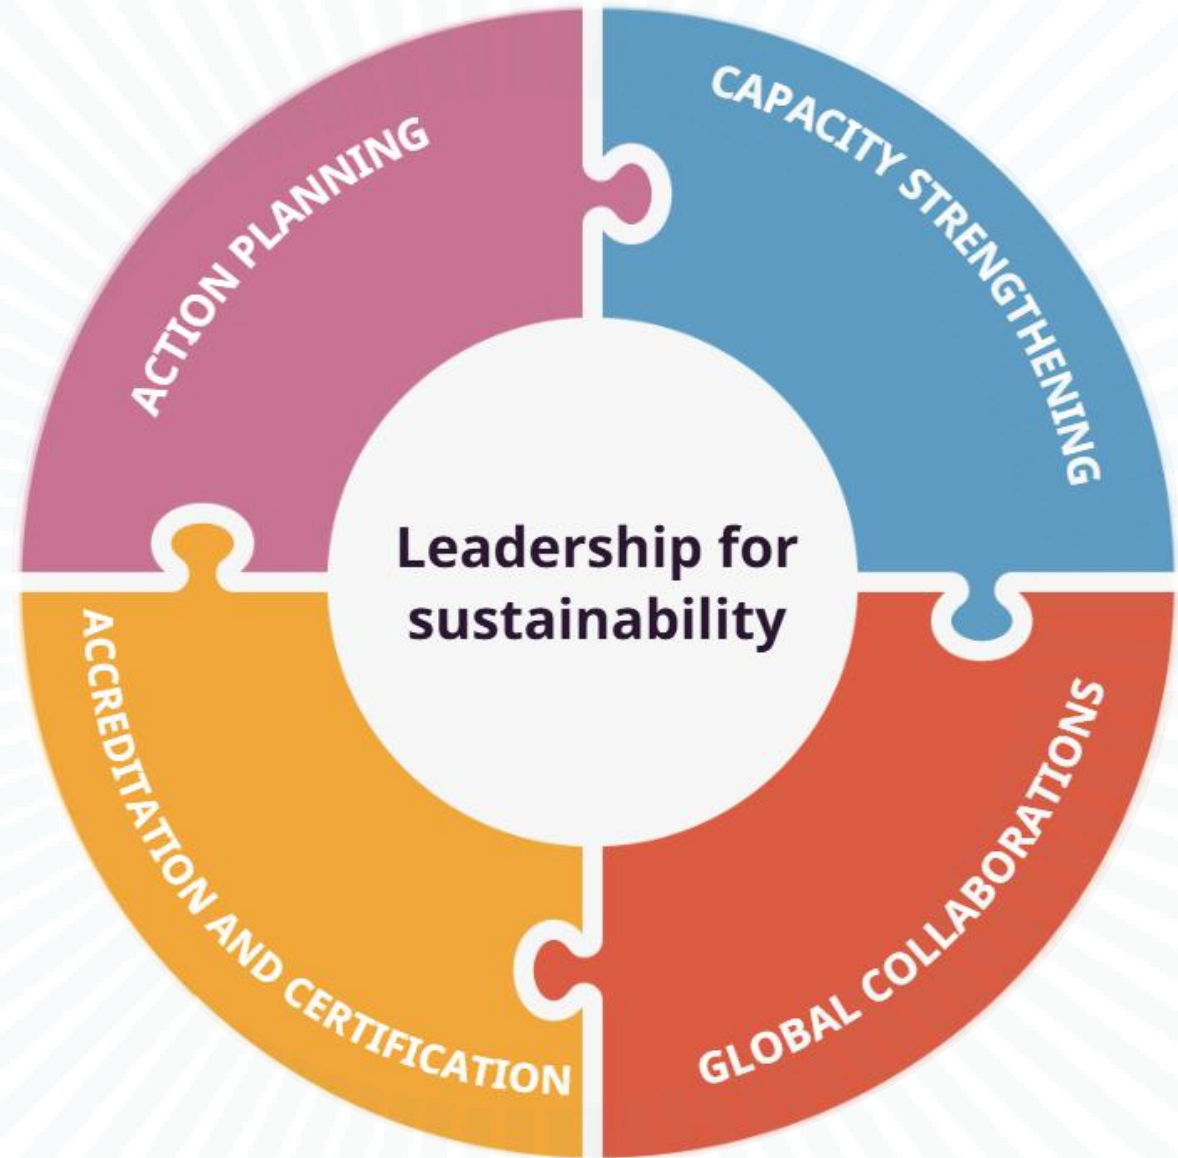 ACTION PLANNING
CAPACITY STRENGTHENING
Leadership for
sustainability
ACCREDITATION AND CERTIFICATION
GLOBAL COLLABORATIONS